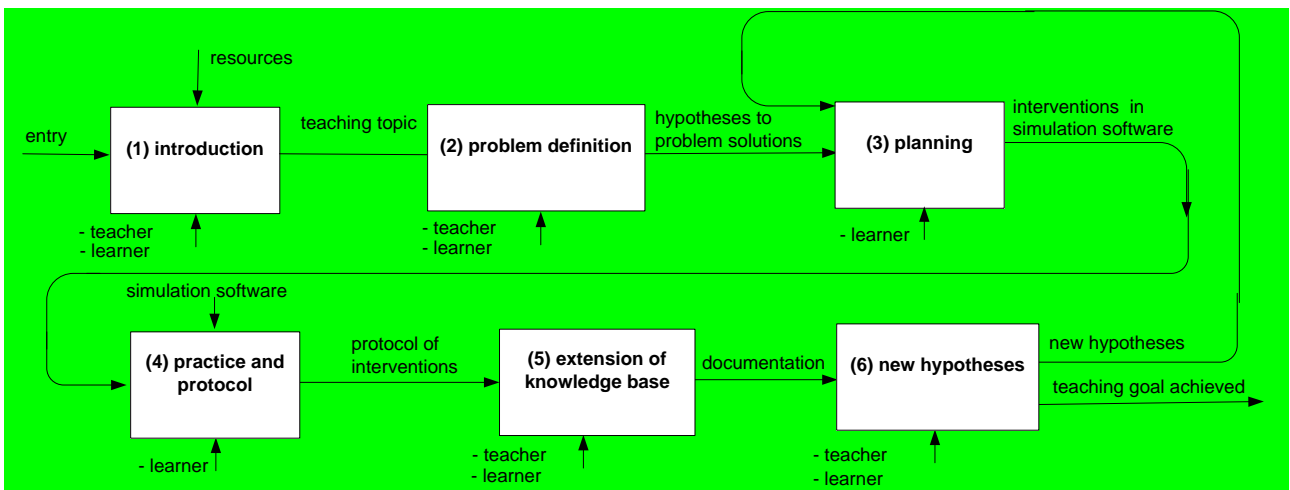 resources
entry
(1) introduction
teaching topic
(2) problem definition
hypotheses to
problem solutions
(3) planning
interventions in
simulation software
- teacher
- learner
- teacher
- learner
- learner
simulation software
(4) practice and
protocol
protocol of
interventions
(5) extension of
knowledge base
documentation
(6) new hypotheses
new hypotheses
teaching goal achieved
- learner
- teacher
- learner
- teacher
- learner